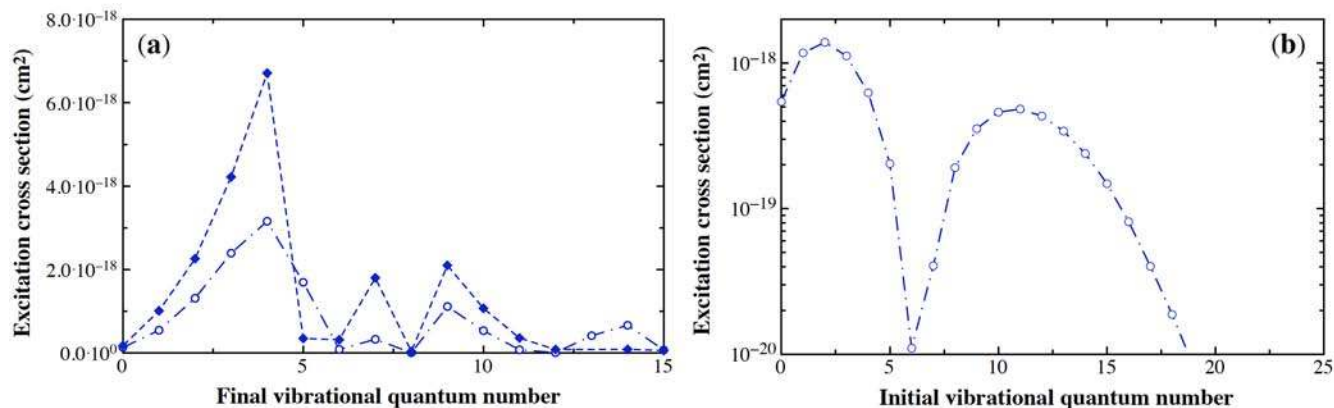 (a)
Excitation cross section (cm²)
8.0·10⁻¹⁸
6.0·10⁻¹⁸
4.0·10⁻¹⁸
2.0·10⁻¹⁸
0.0·10⁰
0 5 10 15
Final vibrational quantum number
(b)
Excitation cross section (cm²)
10⁻¹⁸
10⁻¹⁹
10⁻²⁰
0 5 10 15 20 25
Initial vibrational quantum number